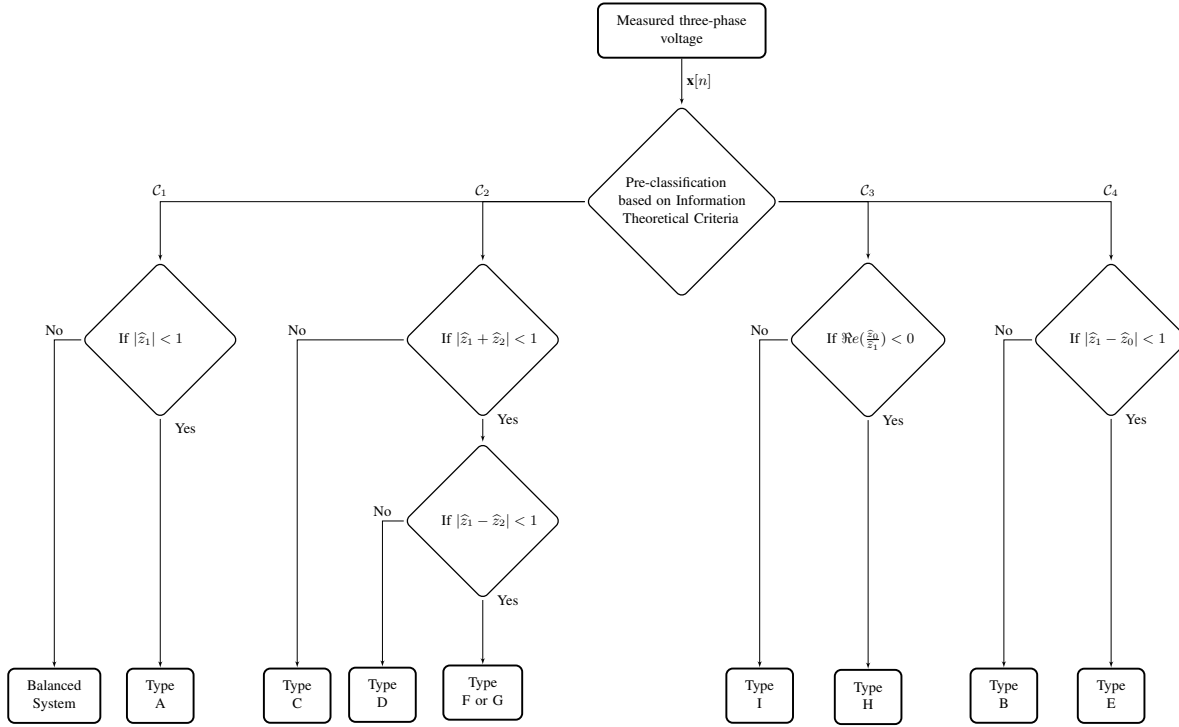 Measured three-phase
voltage
x[n]
Pre-classification
based on Information
Theoretical Criteria
𝒞₁
𝒞₂
𝒞₃
𝒞₄
No
If |ẑ₁| < 1
Yes
No
If |ẑ₁ + ẑ₂| < 1
Yes
No
If |ẑ₁ − ẑ₂| < 1
Yes
No
If ℜe(ẑ₀/ẑ₁) < 0
Yes
No
If |ẑ₁ − ẑ₀| < 1
Yes
Balanced
System
Type
A
Type
C
Type
D
Type
F or G
Type
I
Type
H
Type
B
Type
E